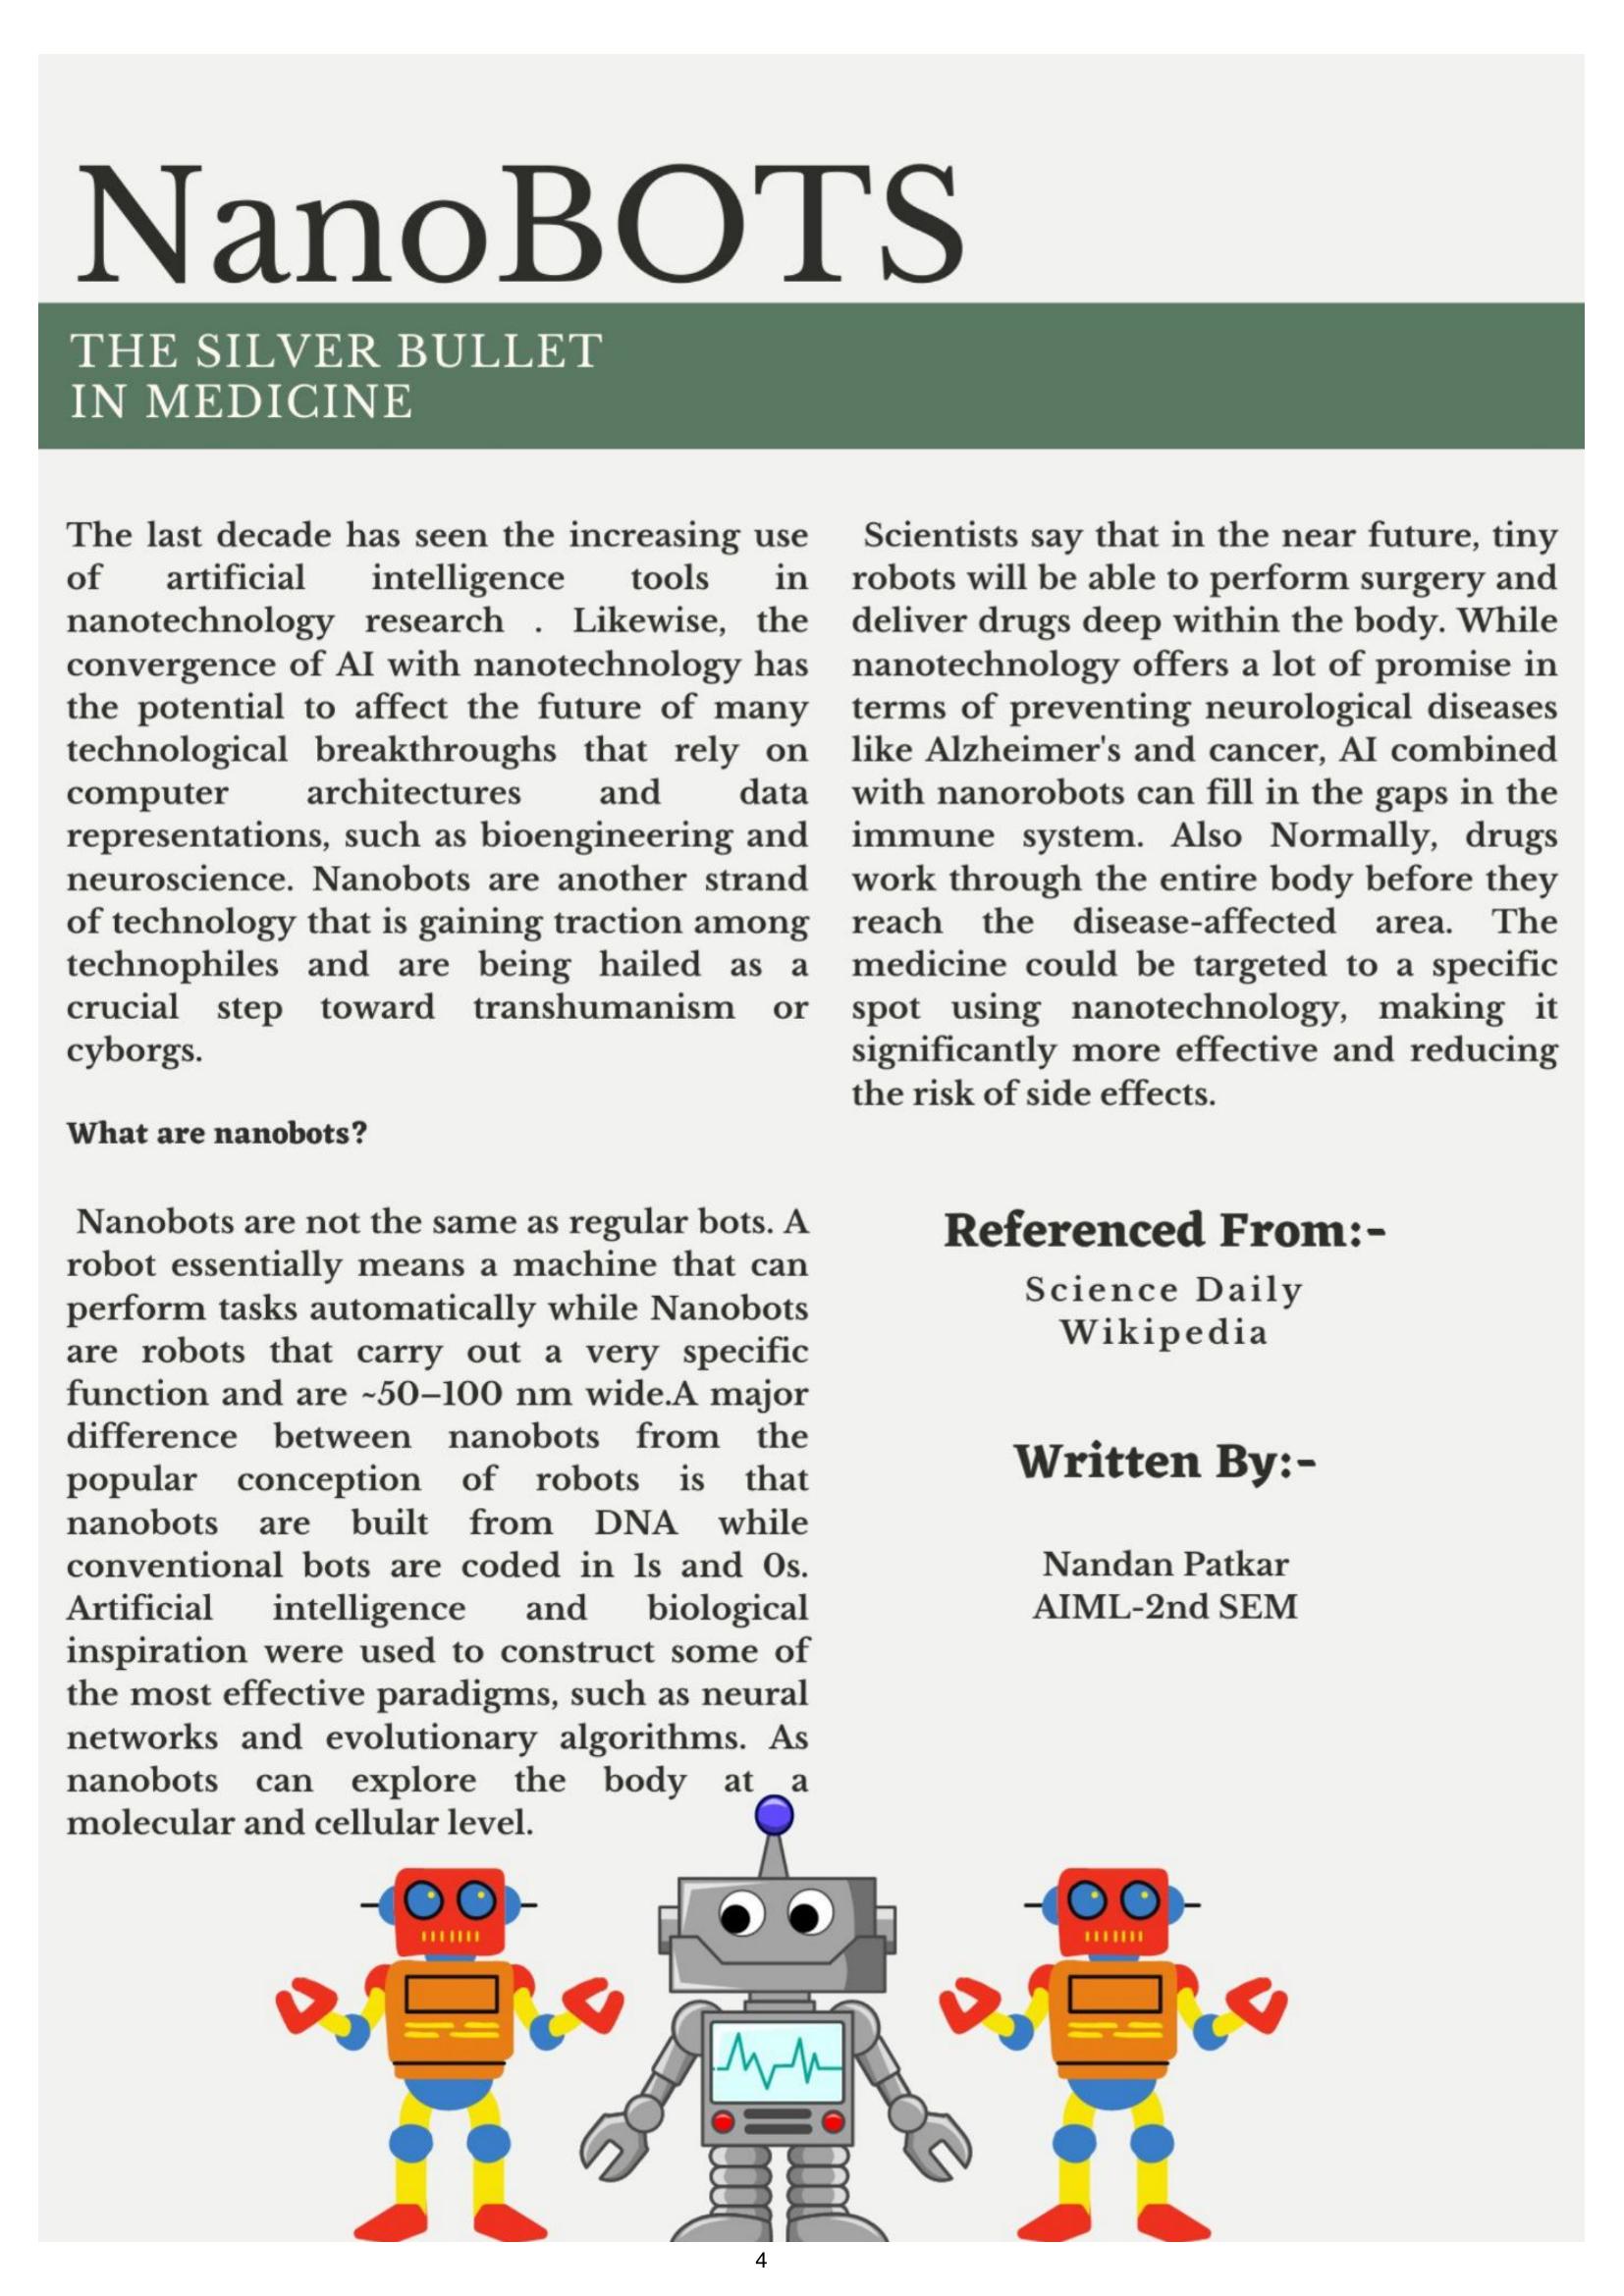 NanoBOTS
THE SILVER BULLET
IN MEDICINE
The last decade has seen the increasing use
of artificial intelligence tools in
nanotechnology research . Likewise, the
convergence of AI with nanotechnology has
the potential to affect the future of many
technological breakthroughs that rely on
computer architectures and data
representations, such as bioengineering and
neuroscience. Nanobots are another strand
of technology that is gaining traction among
technophiles and are being hailed as a
crucial step toward transhumanism or
cyborgs.
What are nanobots?
Nanobots are not the same as regular bots. A
robot essentially means a machine that can
perform tasks automatically while Nanobots
are robots that carry out a very specific
function and are ~50–100 nm wide.A major
difference between nanobots from the
popular conception of robots is that
nanobots are built from DNA while
conventional bots are coded in 1s and 0s.
Artificial intelligence and biological
inspiration were used to construct some of
the most effective paradigms, such as neural
networks and evolutionary algorithms. As
nanobots can explore the body at a
molecular and cellular level.
Scientists say that in the near future, tiny
robots will be able to perform surgery and
deliver drugs deep within the body. While
nanotechnology offers a lot of promise in
terms of preventing neurological diseases
like Alzheimer's and cancer, AI combined
with nanorobots can fill in the gaps in the
immune system. Also Normally, drugs
work through the entire body before they
reach the disease-affected area. The
medicine could be targeted to a specific
spot using nanotechnology, making it
significantly more effective and reducing
the risk of side effects.
Referenced From:-
Science Daily
Wikipedia
Written By:-
Nandan Patkar
AIML-2nd SEM
4